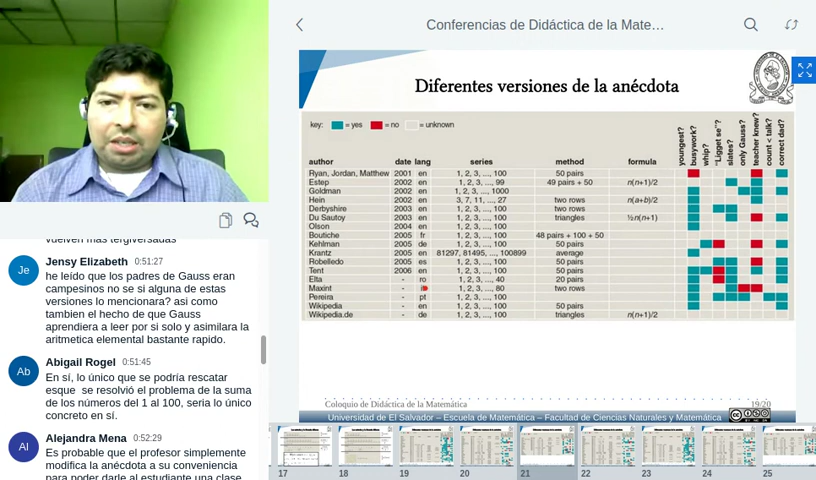 Conferencias de Didáctica de la Mate…
Diferentes versiones de la anécdota
key: = yes = no = unknown
youngest?
busywork?
whip?
"Ligget se"?
slates?
only Gauss?
teacher knew?
count < talk?
correct dad?
author date lang series method formula
Ryan, Jordan, Matthew 2001 en 1, 2, 3, ..., 100 50 pairs
Estep 2002 en 1, 2, 3, ..., 99 49 pairs + 50 n(n+1)/2
Goldman 2002 en 1, 2, 3, ..., 1000
Hein 2002 en 3, 7, 11, ..., 27 two rows n(a+b)/2
Derbyshire 2003 en 1, 2, 3, ..., 100 two rows
Du Sautoy 2003 en 1, 2, 3, ..., 100 triangles ½n(n+1)
Olson 2004 en 1, 2, 3, ..., 100
Boutiche 2005 fr 1, 2, 3, ..., 100 48 pairs + 100 + 50
Kehlman 2005 de 1, 2, 3, ..., 100 50 pairs
Krantz 2005 en 81297, 81495, ..., 100899 average
Robelledo 2005 es 1, 2, 3, ..., 100 50 pairs
Tent 2006 en 1, 2, 3, ..., 100 50 pairs
Elta - ro 1, 2, 3, ..., 40 20 pairs
Maxint - 1, 2, 3, ..., 80 two rows
Pereira - pt 1, 2, 3, ..., 100
Wikipedia - en 1, 2, 3, ..., 100 50 pairs
Wikipedia.de - de 1, 2, 3, ..., 100 triangles n(n+1)/2
Coloquio de Didáctica de la Matemática 19/20
Universidad de El Salvador – Escuela de Matemática – Facultad de Ciencias Naturales y Matemática
17 18 19 20 21 22 23 24 25
vuelven más tergiversadas
Je Jensy Elizabeth 0:51:27
he leído que los padres de Gauss eran
campesinos no se si alguna de estas
versiones lo mencionara? asi como
tambien el hecho de que Gauss
aprendiera a leer por si solo y asimilara la
aritmetica elemental bastante rapido.
Ab Abigail Rogel 0:51:45
En sí, lo único que se podría rescatar
esque se resolvió el problema de la suma
de los números del 1 al 100, seria lo único
concreto en sí.
Al Alejandra Mena 0:52:29
Es probable que el profesor simplemente
modifica la anécdota a su conveniencia
para poder darle al estudiante una clase